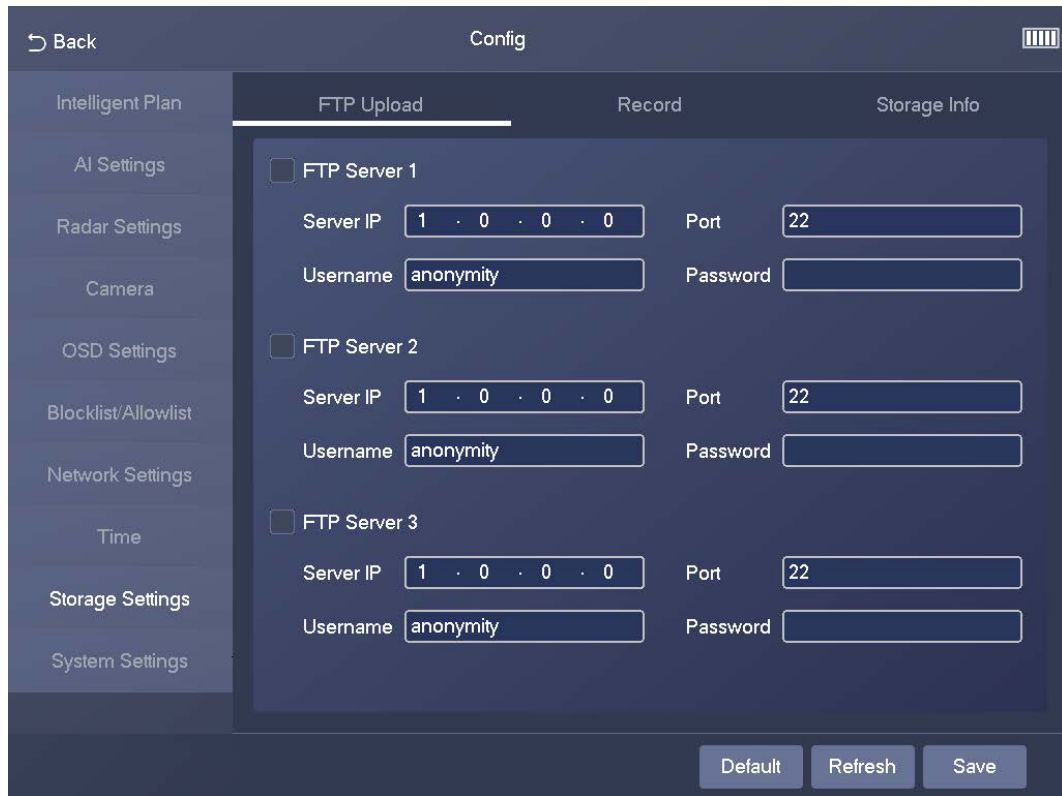 Back
Config
Intelligent Plan
AI Settings
Radar Settings
Camera
OSD Settings
Blocklist/Allowlist
Network Settings
Time
Storage Settings
System Settings
FTP Upload Record Storage Info
FTP Server 1
Server IP 1 . 0 . 0 . 0 Port 22
Username anonymity Password
FTP Server 2
Server IP 1 . 0 . 0 . 0 Port 22
Username anonymity Password
FTP Server 3
Server IP 1 . 0 . 0 . 0 Port 22
Username anonymity Password
Default Refresh Save